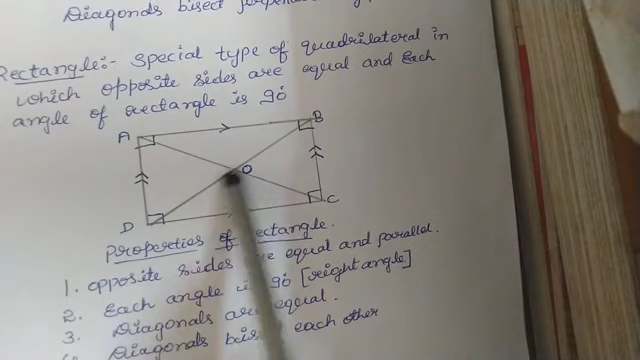 Diagonds bisect
Rectangle:- Special type of quadrilateral in
which opposite sides are equal and Each
angle of rectangle is 90
A
B
O
D
C
Properties of rectangle.
1. opposite sides are equal and parallel.
2. Each angle is 90 [right angle]
3. Diagonals are equal.
Diagonals bisect each other